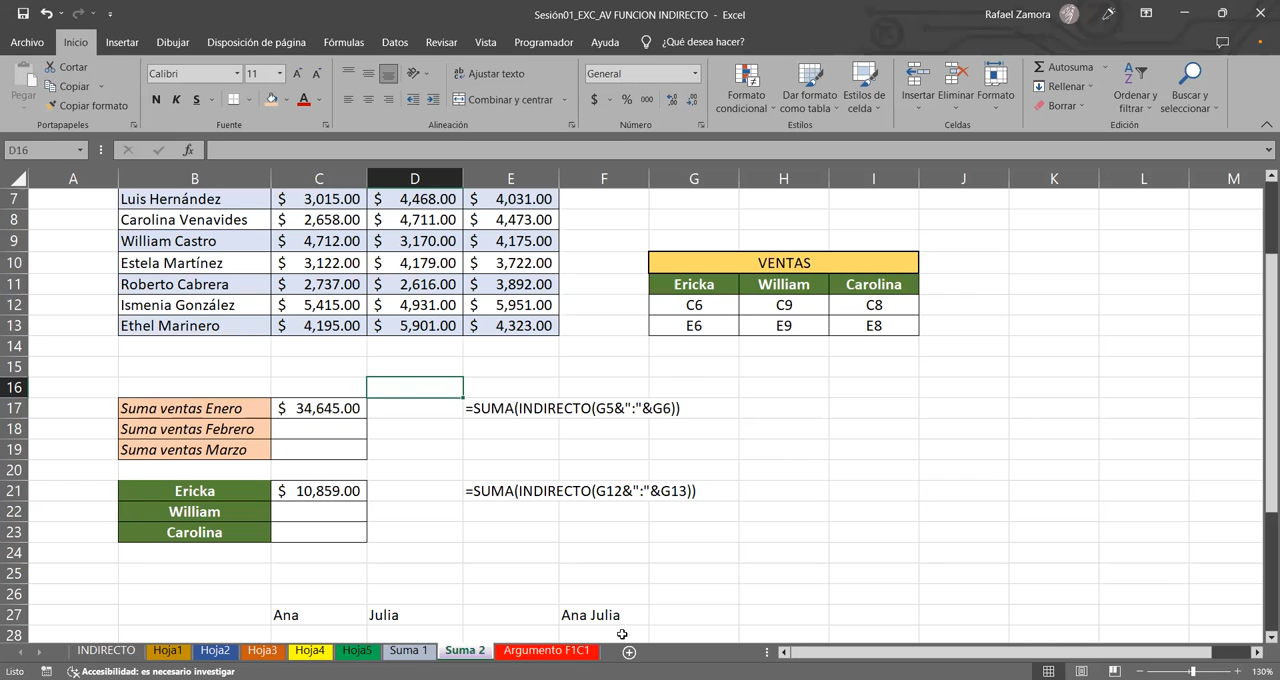 Sesión01_EXC_AV FUNCION INDIRECTO - Excel
Rafael Zamora
Archivo Inicio Insertar Dibujar Disposición de página Fórmulas Datos Revisar Vista Programador Ayuda ¿Qué desea hacer?
Pegar
Cortar
Copiar
Copiar formato
Portapapeles
Calibri 11
N K S
Fuente
Ajustar texto
Combinar y centrar
Alineación
General
$ % 000
Número
Formato condicional
Dar formato como tabla
Estilos de celda
Estilos
Insertar Eliminar Formato
Celdas
Autosuma
Rellenar
Borrar
Ordenar y filtrar
Buscar y seleccionar
Edición
D16 fx
A B C D E F G H I J K L M
7 Luis Hernández $ 3,015.00 $ 4,468.00 $ 4,031.00
8 Carolina Venavides $ 2,658.00 $ 4,711.00 $ 4,473.00
9 William Castro $ 4,712.00 $ 3,170.00 $ 4,175.00
10 Estela Martínez $ 3,122.00 $ 4,179.00 $ 3,722.00 VENTAS
11 Roberto Cabrera $ 2,737.00 $ 2,616.00 $ 3,892.00 Ericka William Carolina
12 Ismenia González $ 5,415.00 $ 4,931.00 $ 5,951.00 C6 C9 C8
13 Ethel Marinero $ 4,195.00 $ 5,901.00 $ 4,323.00 E6 E9 E8
14
15
16
17 Suma ventas Enero $ 34,645.00 =SUMA(INDIRECTO(G5&":"&G6))
18 Suma ventas Febrero
19 Suma ventas Marzo
20
21 Ericka $ 10,859.00 =SUMA(INDIRECTO(G12&":"&G13))
22 William
23 Carolina
24
25
26
27 Ana Julia Ana Julia
28
INDIRECTO Hoja1 Hoja2 Hoja3 Hoja4 Hoja5 Suma 1 Suma 2 Argumento F1C1
Listo Accesibilidad: es necesario investigar 130%